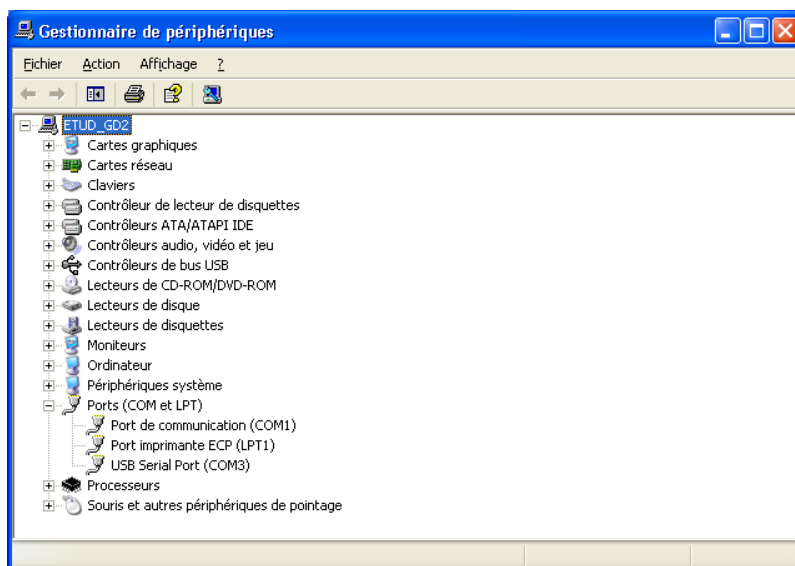 Gestionnaire de périphériques
Fichier Action Affichage ?
ETUD_GD2
Cartes graphiques
Cartes réseau
Claviers
Contrôleur de lecteur de disquettes
Contrôleurs ATA/ATAPI IDE
Contrôleurs audio, vidéo et jeu
Contrôleurs de bus USB
Lecteurs de CD-ROM/DVD-ROM
Lecteurs de disque
Lecteurs de disquettes
Moniteurs
Ordinateur
Périphériques système
Ports (COM et LPT)
Port de communication (COM1)
Port imprimante ECP (LPT1)
USB Serial Port (COM3)
Processeurs
Souris et autres périphériques de pointage